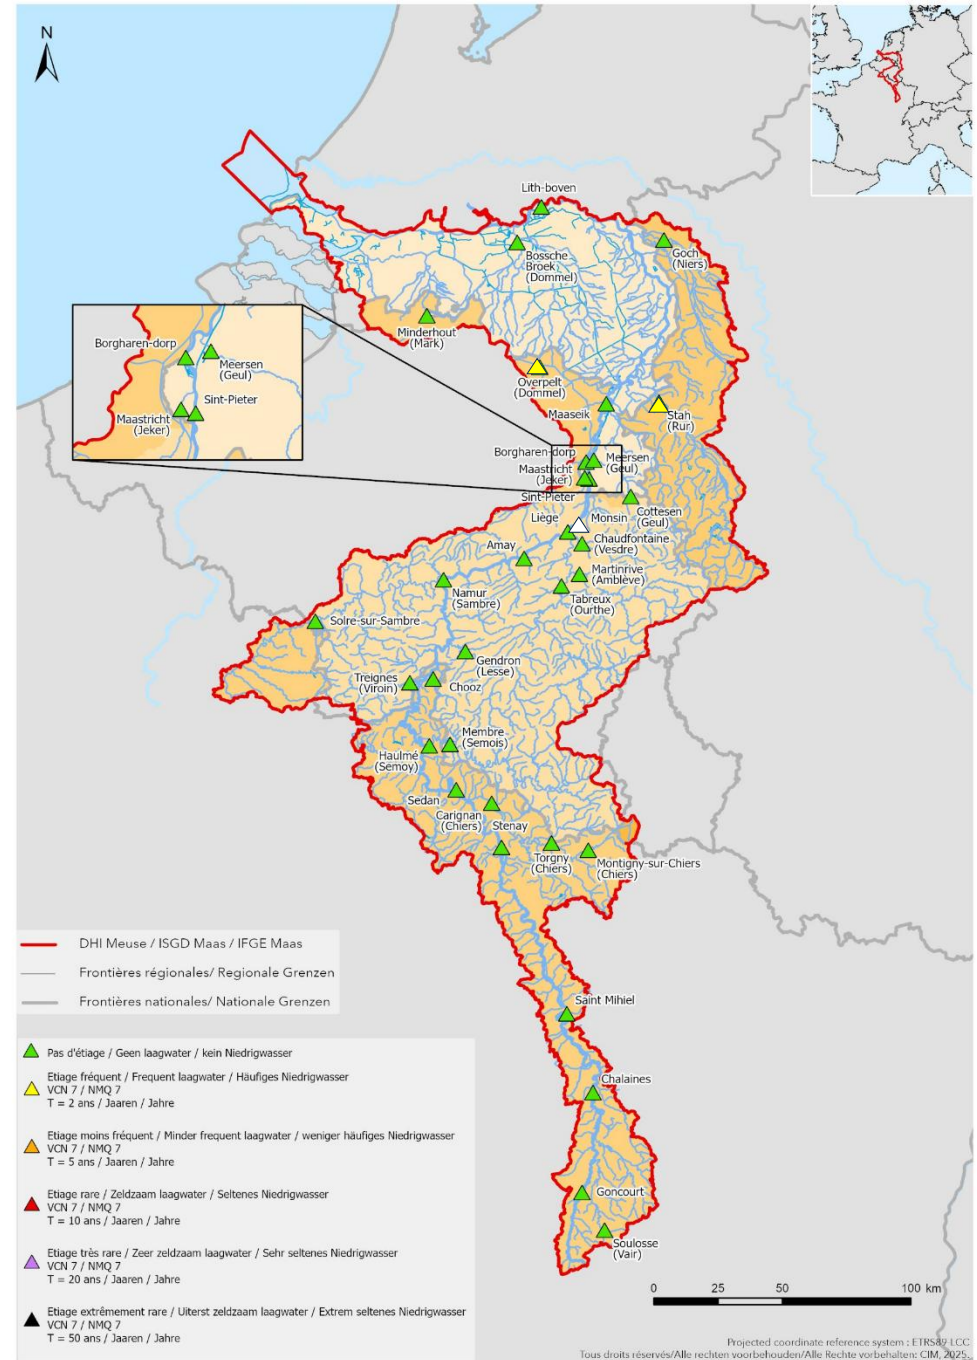 N
Lith-boven
Bossche
Broek
(Dommel)
Goch
(Niers)
Minderhout
(Mark)
Borgharen-dorp
Meersen
(Geul)
Sint-Pieter
Maastricht
(Jeker)
Overpelt
(Dommel)
Maaseik
Stah
(Rur)
Borgharen-dorp
Meersen
(Geul)
Maastricht
(Jeker)
Sint-Pieter
Cottesen
(Geul)
Liège
Monsin
Chaudfontaine
(Vesdre)
Amay
Martinrive
(Amblève)
Namur
(Sambre)
Tabreux
(Ourthe)
Solre-sur-Sambre
Gendron
(Lesse)
Treignes
(Viroin)
Chooz
Membre
(Semois)
Haulmé
(Semoy)
Sedan
Carignan
(Chiers)
Stenay
Torgny
(Chiers)
Montigny-sur-Chiers
(Chiers)
DHI Meuse / ISGD Maas / IFGE Maas
Frontières régionales/ Regionale Grenzen
Frontières nationales/ Nationale Grenzen
Saint Mihiel
Chalaines
Goncourt
Soulosse
(Vair)
Pas d'étiage / Geen laagwater / kein Niedrigwasser
Etiage fréquent / Frequent laagwater / Häufiges Niedrigwasser
VCN 7 / NMQ 7
T = 2 ans / Jaaren / Jahre
Etiage moins fréquent / Minder frequent laagwater / weniger häufiges Niedrigwasser
VCN 7 / NMQ 7
T = 5 ans / Jaaren / Jahre
Etiage rare / Zeldzaam laagwater / Seltenes Niedrigwasser
VCN 7 / NMQ 7
T = 10 ans / Jaaren / Jahre
Etiage très rare / Zeer zeldzaam laagwater / Sehr seltenes Niedrigwasser
VCN 7 / NMQ 7
T = 20 ans / Jaaren / Jahre
Etiage extrêmement rare / Uiterst zeldzaam laagwater / Extrem seltenes Niedrigwasser
VCN 7 / NMQ 7
T = 50 ans / Jaaren / Jahre
0 25 50 100 km
Projected coordinate reference system : ETRS89-LCC
Tous droits réservés/Alle rechten voorbehouden/Alle Rechte vorbehalten: CIM, 2025.